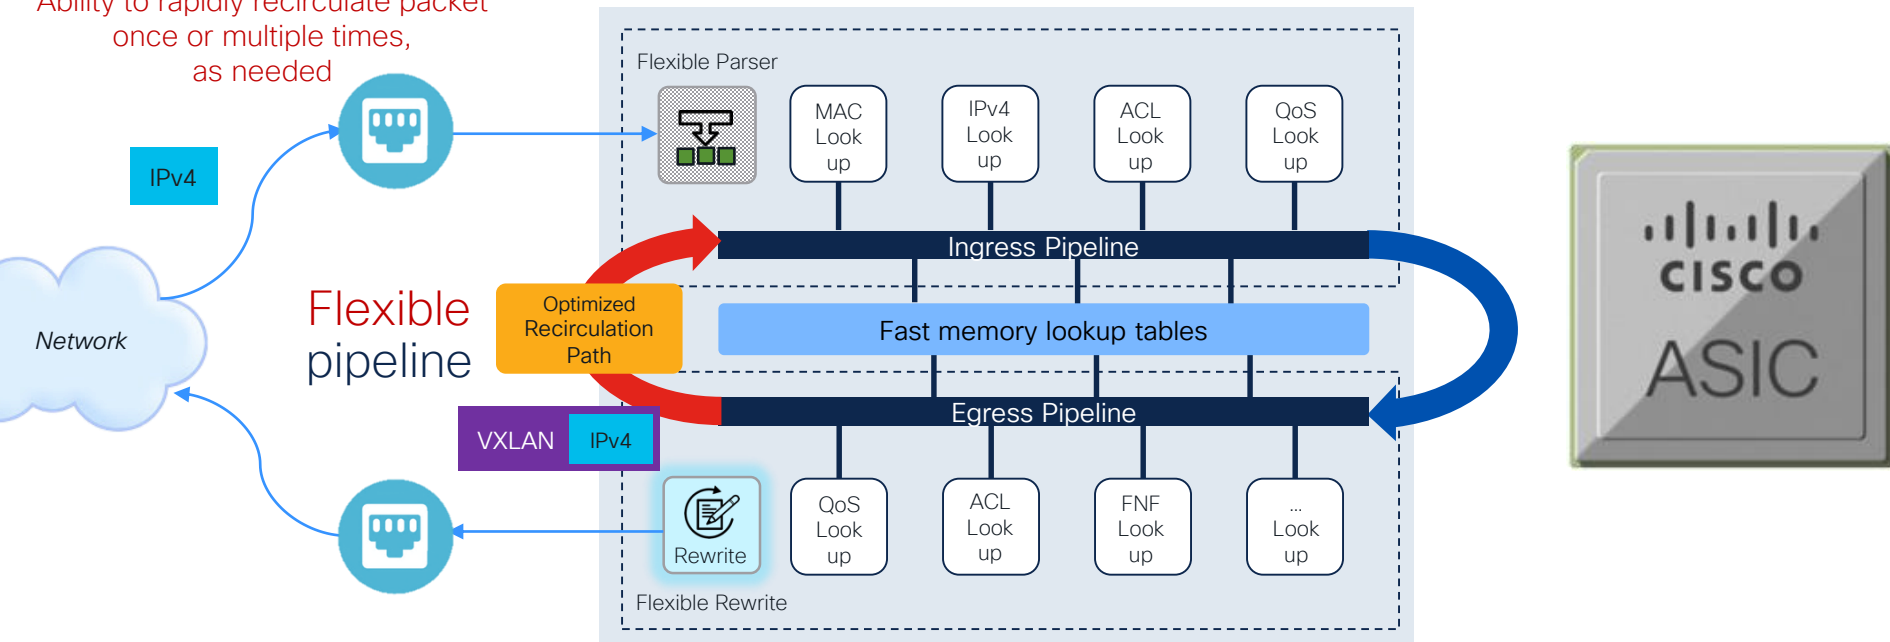 Ability to rapidly recirculate packet
once or multiple times,
as needed
IPv4
Network
Flexible
pipeline
Optimized
Recirculation
Path
VXLAN
IPv4
Flexible Parser
MAC
Look
up
IPv4
Look
up
ACL
Look
up
QoS
Look
up
Ingress Pipeline
Fast memory lookup tables
Egress Pipeline
Rewrite
QoS
Look
up
ACL
Look
up
FNF
Look
up
...
Look
up
Flexible Rewrite
CISCO
ASIC